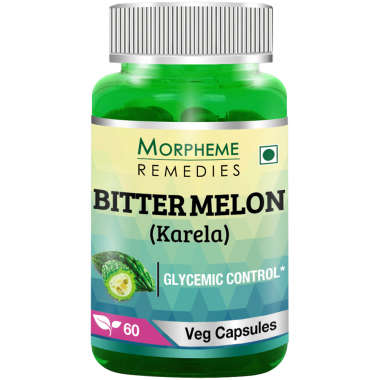 MORPHEME
REMEDIES
BITTER MELON
(Karela)
GLYCEMIC CONTROL*
60 Veg Capsules